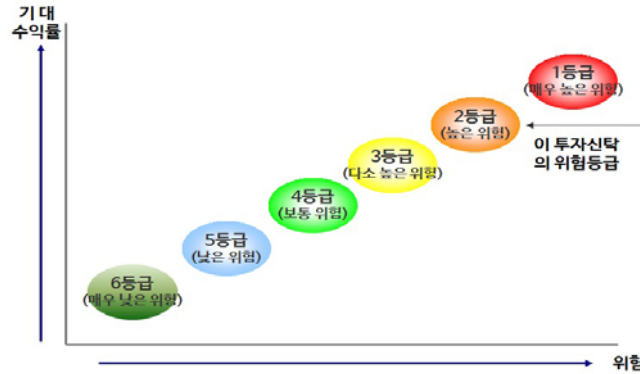 기 대
수익률
1등급
(매우 높은 위험)
2등급
(높은 위험)
이 투자신탁
의 위험등급
3등급
(다소 높은 위험)
4등급
(보통 위험)
5등급
(낮은 위험)
6등급
(매우 낮은 위험)
위험